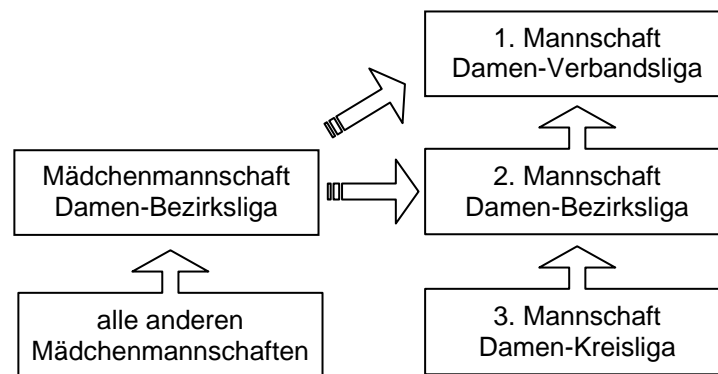 1. Mannschaft
Damen-Verbandsliga
Mädchenmannschaft
Damen-Bezirksliga
2. Mannschaft
Damen-Bezirksliga
alle anderen
Mädchenmannschaften
3. Mannschaft
Damen-Kreisliga